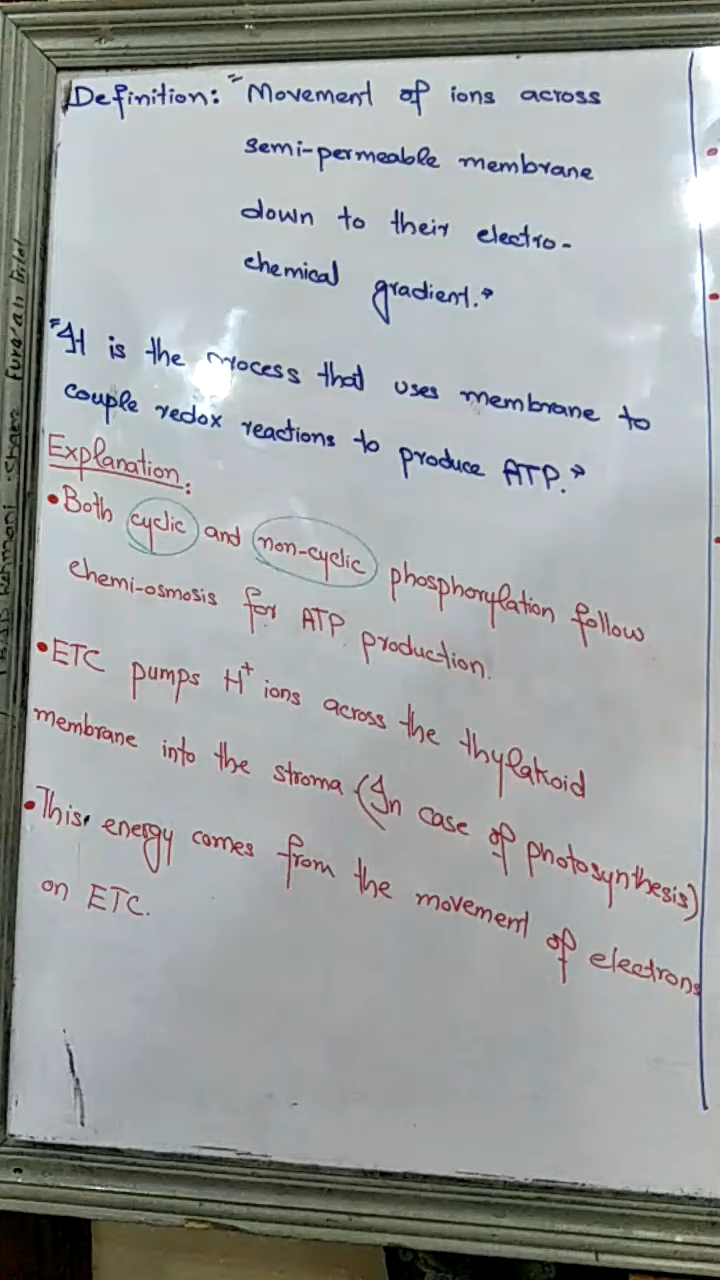 Definition: "Movement of ions across
semi-permeable membrane
down to their electro-
chemical gradient."
"It is the process that uses membrane to
couple redox reactions to produce ATP."
Explanation:
• Both cyclic and non-cyclic phosphorylation follow
chemi-osmosis for ATP production.
• ETC pumps H⁺ ions across the thylakoid
membrane into the stroma (In case of photosynthesis)
• This energy comes from the movement of electrons
on ETC.